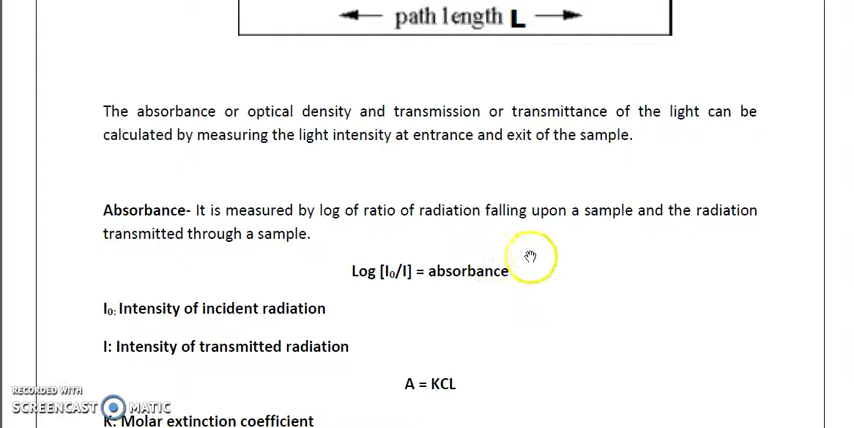 path length L
The absorbance or optical density and transmission or transmittance of the light can be
calculated by measuring the light intensity at entrance and exit of the sample.
Absorbance- It is measured by log of ratio of radiation falling upon a sample and the radiation
transmitted through a sample.
Log [I₀/I] = absorbance
I₀: Intensity of incident radiation
I: Intensity of transmitted radiation
A = KCL
RECORDED WITH
SCREENCAST MATIC
K: Molar extinction coefficient